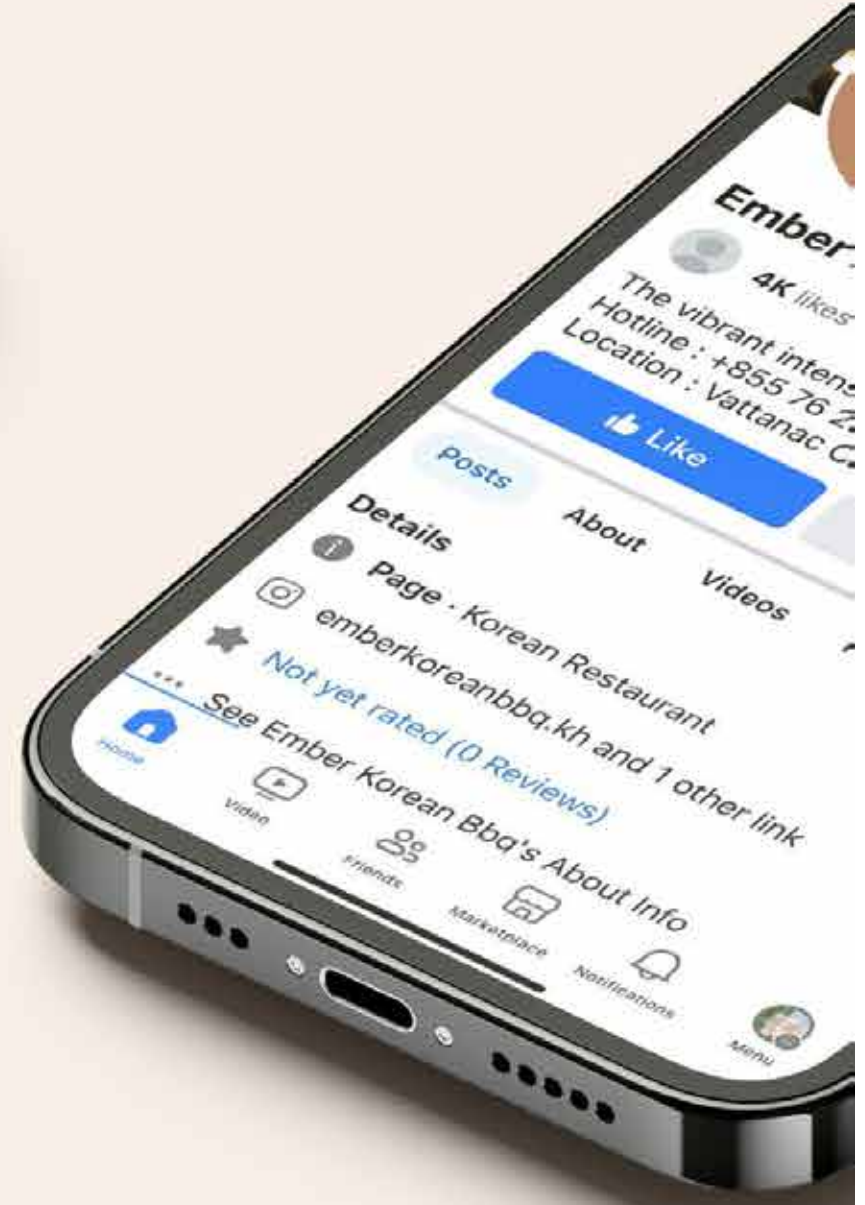 Ember
4K likes
The vibrant
Hotline : +855 76
Location : Vattanac
Like
Posts
About
Videos
Details
Page · Korean Restaurant
emberkoreanbbq.kh and 1 other link
Not yet rated (0 Reviews)
... See Ember Korean Bbq's About Info
Home
Video
Friends
Marketplace
Notifications
Menu